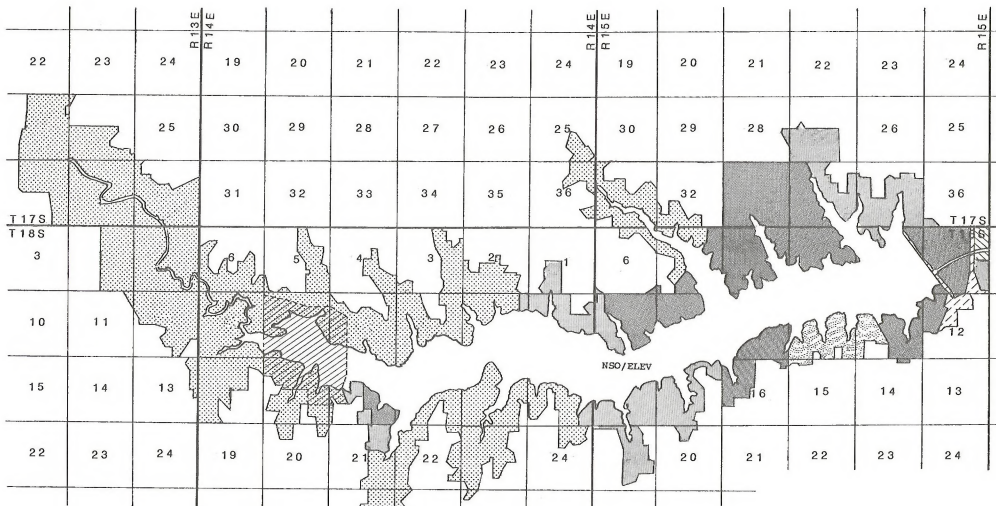 R13E
R14E
R14E
R15E
R15E
22 23 24 19 20 21 22 23 24 19 20 21 22 23 24
25 30 29 28 27 26 25 30 29 28 26 25
31 32 33 34 35 36 32 36
T17S T17S
T18S T18S
3 6 5 4 3 2 1 6
10 11 12
NSO/ELEV
15 14 13 16 15 14 13
22 23 24 19 20 21 22 24 20 21 22 23 24